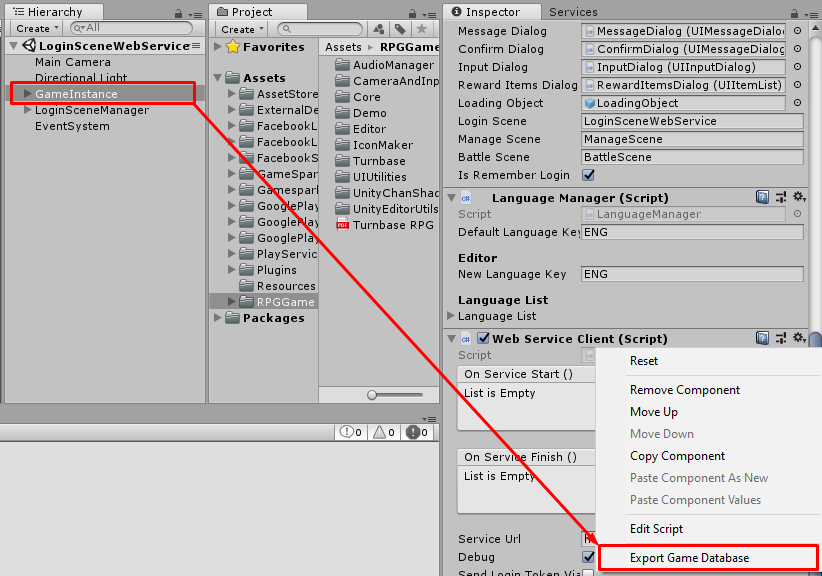 Hierarchy
Create
All
LoginSceneWebService
Main Camera
Directional Light
GameInstance
LoginSceneManager
EventSystem
Project
Create
Favorites
Assets
AssetStore
ExternalDe
FacebookL
FacebookL
FacebookS
GameSpar
Gamespark
GooglePlay
GooglePlay
GooglePlay
PlayServic
Plugins
Resources
RPGGame
Packages
Assets RPGGame
AudioManager
CameraAndInp
Core
Demo
Editor
IconMaker
Turnbase
UIUtilities
UnityChanShad
UnityEditorUtils
Turnbase RPG
0 0 0
Inspector Services
Message Dialog MessageDialog (UIMessageDialo
Confirm Dialog ConfirmDialog (UIMessageDialog
Input Dialog InputDialog (UIInputDialog)
Reward Items Dialog RewardItemsDialog (UIItemList)
Loading Object LoadingObject
Login Scene LoginSceneWebService
Manage Scene ManageScene
Battle Scene BattleScene
Is Remember Login
Language Manager (Script)
Script LanguageManager
Default Language Key ENG
Editor
New Language Key ENG
Language List
Language List
Web Service Client (Script)
Script
On Service Start ()
List is Empty
On Service Finish ()
List is Empty
Service Url
Debug
Send Login Token Via
Reset
Remove Component
Move Up
Move Down
Copy Component
Paste Component As New
Paste Component Values
Edit Script
Export Game Database